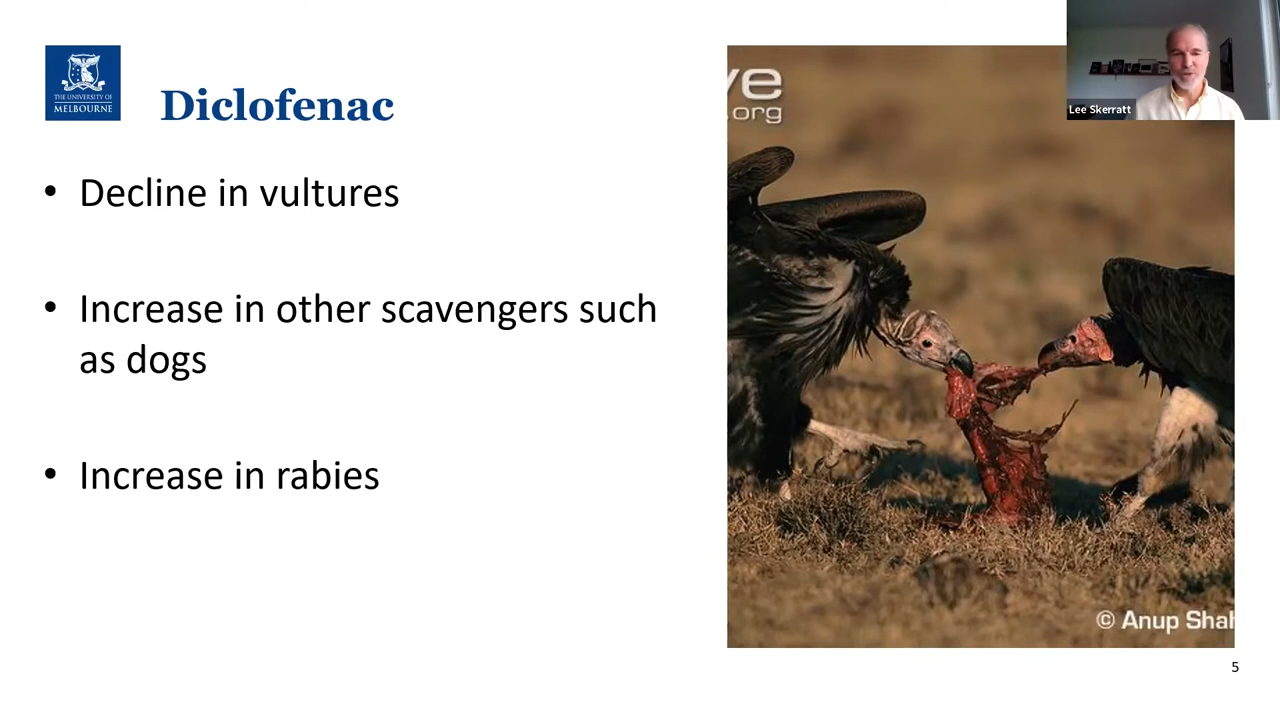 THE UNIVERSITY OF
MELBOURNE
Diclofenac
• Decline in vultures
• Increase in other scavengers such
as dogs
• Increase in rabies
ve
.org
Lee Skerratt
© Anup Shah
5